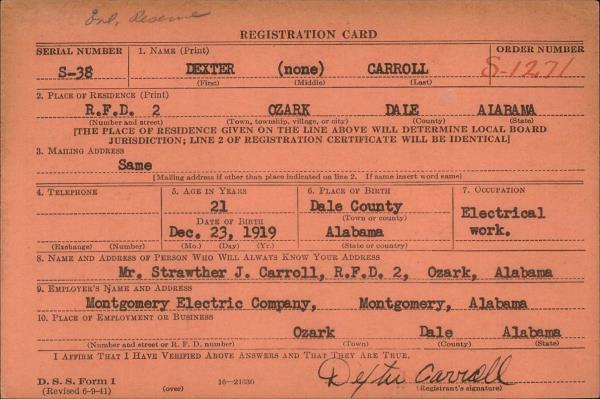 REGISTRATION CARD
SERIAL NUMBER 1. NAME (Print) ORDER NUMBER
S-38 DEXTER (none) CARROLL S-1271
(First) (Middle) (Last)
2. PLACE OF RESIDENCE (Print)
R.F.D. 2 OZARK DALE ALABAMA
(Number and street) (Town, township, village, or city) (County) (State)
[THE PLACE OF RESIDENCE GIVEN ON THE LINE ABOVE WILL DETERMINE LOCAL BOARD
JURISDICTION; LINE 2 OF REGISTRATION CERTIFICATE WILL BE IDENTICAL]
3. MAILING ADDRESS
Same
[Mailing address if other than place indicated on line 2. If same insert word same]
4. TELEPHONE 5. AGE IN YEARS 6. PLACE OF BIRTH 7. OCCUPATION
21 Dale County Electrical
DATE OF BIRTH (Town or county)
Dec. 23, 1919 Alabama work.
(Exchange) (Number) (Mo.) (Day) (Yr.) (State or country)
8. NAME AND ADDRESS OF PERSON WHO WILL ALWAYS KNOW YOUR ADDRESS
Mr. Strawther J. Carroll, R.F.D. 2, Ozark, Alabama
9. EMPLOYER'S NAME AND ADDRESS
Montgomery Electric Company, Montgomery, Alabama
10. PLACE OF EMPLOYMENT OR BUSINESS
Ozark Dale Alabama
(Number and street or R. F. D. number) (Town) (County) (State)
I AFFIRM THAT I HAVE VERIFIED ABOVE ANSWERS AND THAT THEY ARE TRUE.
Dexter Carroll
D. S. S. Form 1 (over) 16-21630 (Registrant's signature)
(Revised 6-9-41)